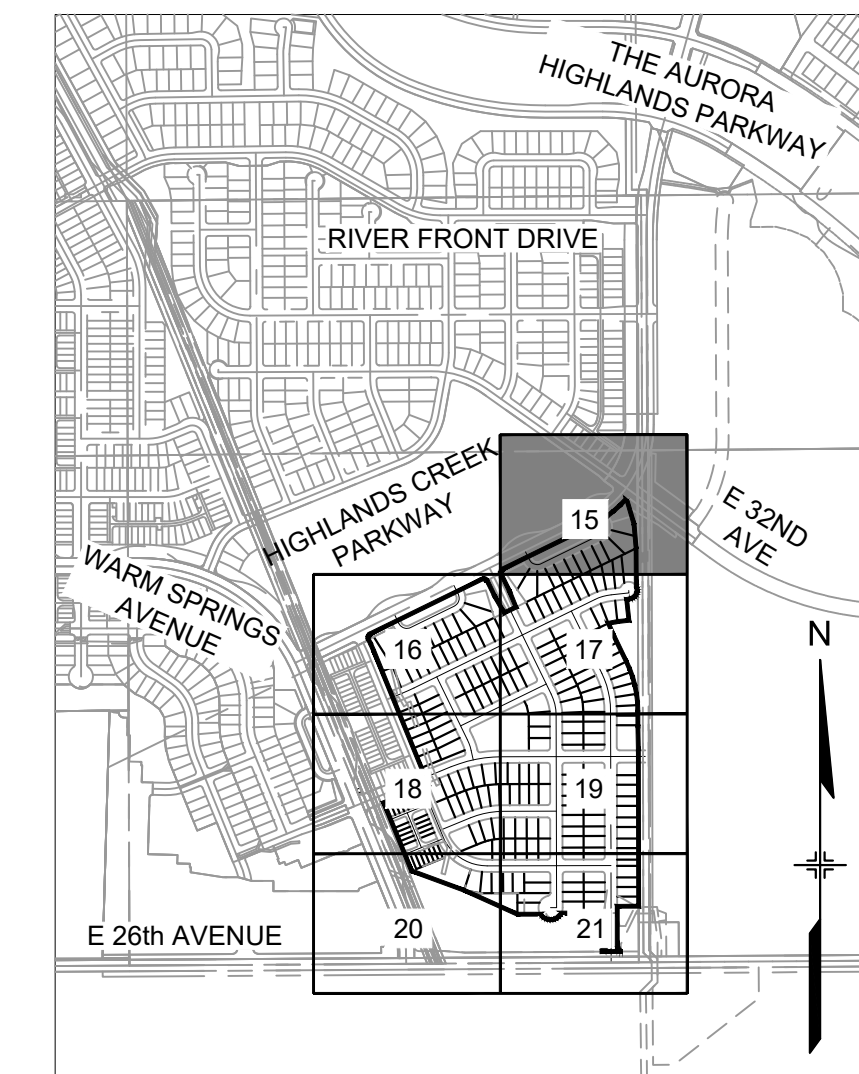 THE AURORA
HIGHLANDS PARKWAY
RIVER FRONT DRIVE
HIGHLANDS CREEK
PARKWAY
15
E 32ND
AVE
WARM SPRINGS
AVENUE
N
16
17
18
19
E 26th AVENUE
20
21